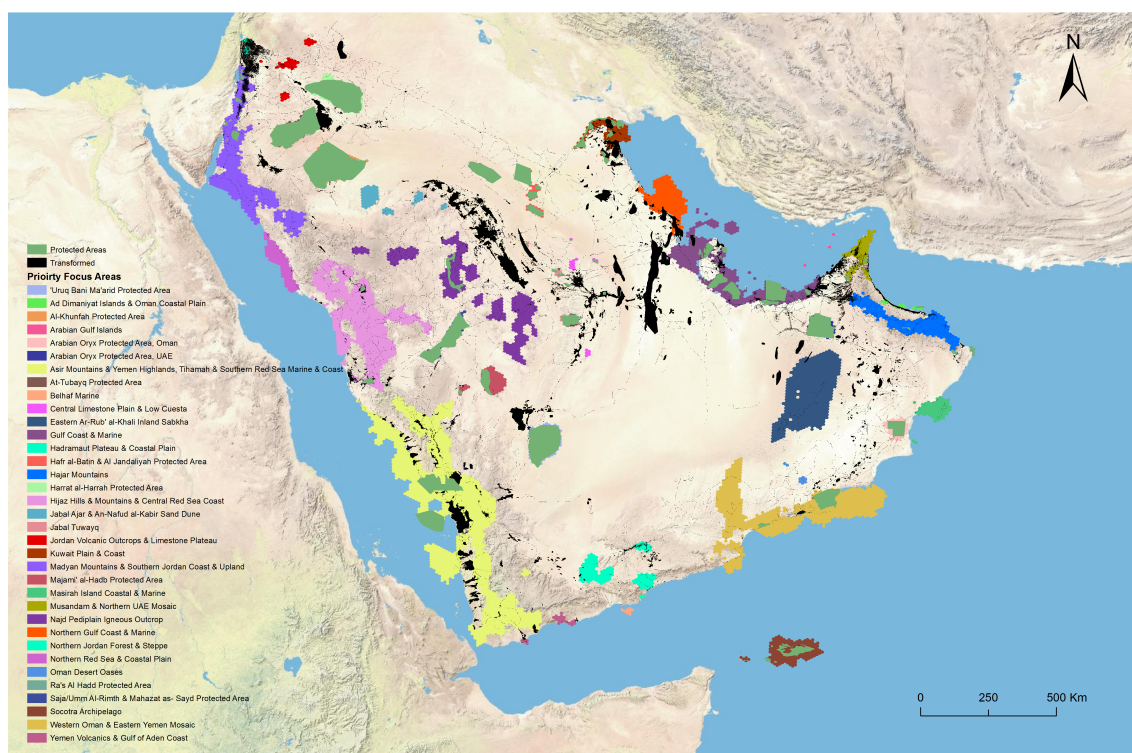 N
Protected Areas
Transformed
Prioirty Focus Areas
'Uruq Bani Ma'arid Protected Area
Ad Dimaniyat Islands & Oman Coastal Plain
Al-Khunfah Protected Area
Arabian Gulf Islands
Arabian Oryx Protected Area, Oman
Arabian Oryx Protected Area, UAE
Asir Mountains & Yemen Highlands, Tihamah & Southern Red Sea Marine & Coast
At-Tubayq Protected Area
Belhaf Marine
Central Limestone Plain & Low Cuesta
Eastern Ar-Rub' al-Khali Inland Sabkha
Gulf Coast & Marine
Hadramaut Plateau & Coastal Plain
Hafr al-Batin & Al Jandaliyah Protected Area
Hajar Mountains
Harrat al-Harrah Protected Area
Hijaz Hills & Mountains & Central Red Sea Coast
Jabal Ajar & An-Nafud al-Kabir Sand Dune
Jabal Tuwayq
Jordan Volcanic Outcrops & Limestone Plateau
Kuwait Plain & Coast
Madyan Mountains & Southern Jordan Coast & Upland
Majami' al-Hadb Protected Area
Masirah Island Coastal & Marine
Musandam & Northern UAE Mosaic
Najd Pediplain Igneous Outcrop
Northern Gulf Coast & Marine
Northern Jordan Forest & Steppe
Northern Red Sea & Coastal Plain
Oman Desert Oases
Ra's Al Hadd Protected Area
Saja/Umm Al-Rimth & Mahazat as- Sayd Protected Area
Socotra Archipelago
Western Oman & Eastern Yemen Mosaic
Yemen Volcanics & Gulf of Aden Coast
0 250 500 Km